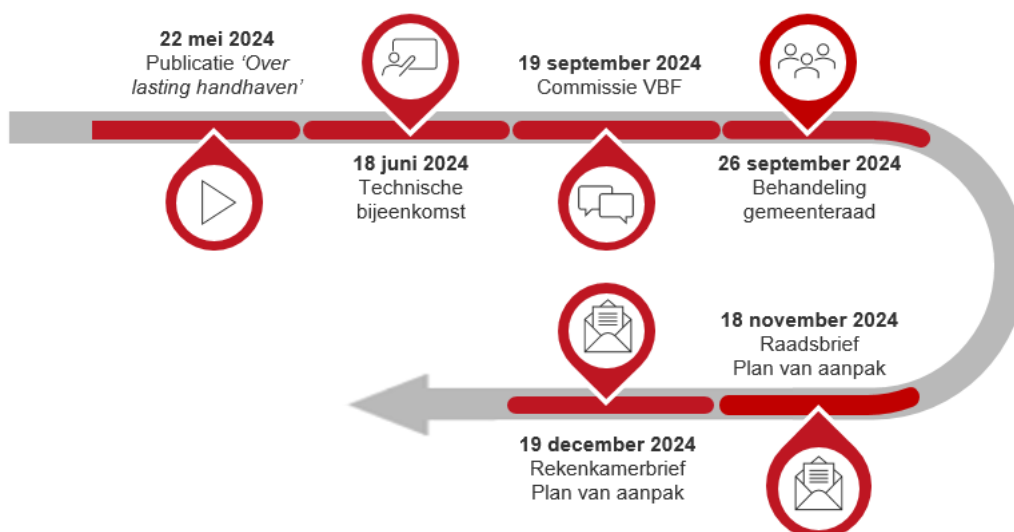 22 mei 2024
Publicatie ‘Over
lasting handhaven’
18 juni 2024
Technische
bijeenkomst
19 september 2024
Commissie VBF
26 september 2024
Behandeling
gemeenteraad
18 november 2024
Raadsbrief
Plan van aanpak
19 december 2024
Rekenkamerbrief
Plan van aanpak